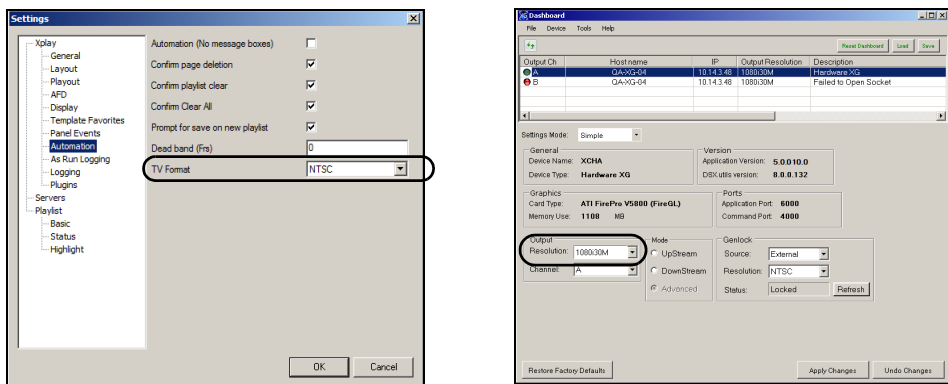 Settings
Xplay
General
Layout
Playout
AFD
Display
Template Favorites
Panel Events
Automation
As Run Logging
Logging
Plugins
Servers
Playlist
Basic
Status
Highlight
Automation (No message boxes)
Confirm page deletion
Confirm playlist clear
Confirm Clear All
Prompt for save on new playlist
Dead band (Frs) 0
TV Format NTSC
OK Cancel
XG Dashboard
File Device Tools Help
Reset Dashboard Load Save
Output Ch Host name IP Output Resolution Description
A QA-XG-04 10.14.3.48 1080i30M Hardware XG
B QA-XG-04 10.14.3.48 1080i30M Failed to Open Socket
Settings Mode: Simple
General
Device Name: XCHA
Device Type: Hardware XG
Version
Application Version: 5.0.010.0
DSX.utils version: 8.0.0.132
Graphics
Card Type: ATI FirePro V5800 (FireGL)
Memory Use: 1108 MB
Ports
Application Port: 6000
Command Port: 4000
Output
Resolution: 1080i30M
Channel: A
Mode
UpStream
DownStream
Advanced
Genlock
Source: External
Resolution: NTSC
Status: Locked Refresh
Restore Factory Defaults Apply Changes Undo Changes